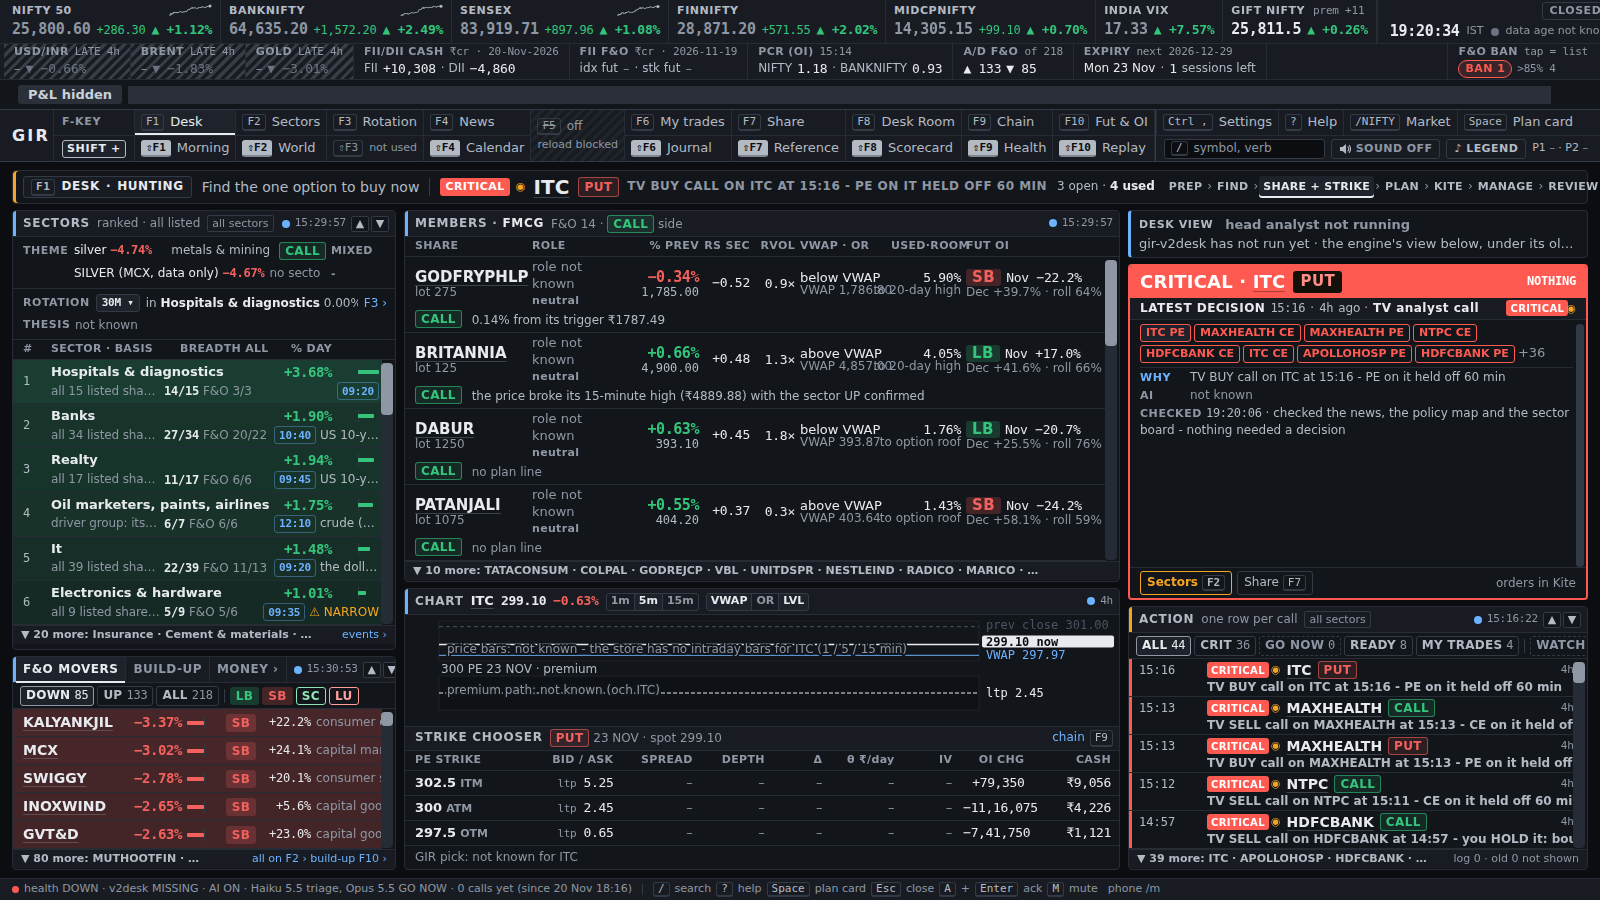 NIFTY 50
25,800.60 +286.30 ▲ +1.12%
BANKNIFTY
64,635.20 +1,572.20 ▲ +2.49%
SENSEX
83,919.71 +897.96 ▲ +1.08%
FINNIFTY
28,871.20 +571.55 ▲ +2.02%
MIDCPNIFTY
14,305.15 +99.10 ▲ +0.70%
INDIA VIX
17.33 ▲ +7.57%
GIFT NIFTY prem +11
25,811.5 ▲ +0.26%
CLOSED
19:20:34 IST ● data age not kno
USD/INR LATE 4h
– ▼ −0.66%
BRENT LATE 4h
– ▼ −1.83%
GOLD LATE 4h
– ▼ −3.01%
FII/DII CASH ₹cr · 20-Nov-2026
FII +10,308 · DII −4,860
FII F&O ₹cr · 2026-11-19
idx fut – · stk fut –
PCR (OI) 15:14
NIFTY 1.18 · BANKNIFTY 0.93
A/D F&O of 218
▲ 133 ▼ 85
EXPIRY next 2026-12-29
Mon 23 Nov · 1 sessions left
F&O BAN tap = list
BAN 1 >85% 4
P&L hidden
GIR
F-KEY
SHIFT +
F1 Desk
F2 Sectors
F3 Rotation
F4 News
F5 off
reload blocked
F6 My trades
F7 Share
F8 Desk Room
F9 Chain
F10 Fut & OI
Ctrl , Settings
? Help
/NIFTY Market
Space Plan card
⇧F1 Morning
⇧F2 World
⇧F3 not used
⇧F4 Calendar
⇧F6 Journal
⇧F7 Reference
⇧F8 Scorecard
⇧F9 Health
⇧F10 Replay
/ symbol, verb
SOUND OFF
♪ LEGEND
P1 – · P2 –
F1 DESK · HUNTING
Find the one option to buy now
CRITICAL ◉ ITC PUT TV BUY CALL ON ITC AT 15:16 - PE ON IT HELD OFF 60 MIN
3 open · 4 used
PREP › FIND › SHARE + STRIKE › PLAN › KITE › MANAGE › REVIEW
SECTORS ranked · all listed all sectors ● 15:29:57 ▲ ▼
THEME silver −4.74% metals & mining CALL MIXED
SILVER (MCX, data only) −4.67% no secto -
ROTATION 30M ▾ in Hospitals & diagnostics 0.00% F3 ›
THESIS not known
# SECTOR · BASIS BREADTH ALL % DAY
1 Hospitals & diagnostics +3.68%
all 15 listed sha… 14/15 F&O 3/3 09:20
2 Banks +1.90%
all 34 listed sha… 27/34 F&O 20/22 10:40 US 10-y…
3 Realty +1.94%
all 17 listed sha… 11/17 F&O 6/6 09:45 US 10-y…
4 Oil marketers, paints, airlines +1.75%
driver group: its… 6/7 F&O 6/6 12:10 crude (…
5 It +1.48%
all 39 listed sha… 22/39 F&O 11/13 09:20 the doll…
6 Electronics & hardware +1.01%
all 9 listed share… 5/9 F&O 5/6 09:35 ⚠ NARROW
▼ 20 more: Insurance · Cement & materials · … events ›
F&O MOVERS BUILD-UP MONEY › ● 15:30:53 ▲ ▼
DOWN 85 UP 133 ALL 218 LB SB SC LU
KALYANKJIL −3.37% SB +22.2% consumer
MCX −3.02% SB +24.1% capital mar
SWIGGY −2.78% SB +20.1% consumer s
INOXWIND −2.65% SB +5.6% capital goo
GVT&D −2.63% SB +23.0% capital goo
▼ 80 more: MUTHOOTFIN · … all on F2 › build-up F10 ›
MEMBERS · FMCG F&O 14 · CALL side ● 15:29:57
SHARE ROLE % PREV RS SEC RVOL VWAP · OR USED·ROOM FUT OI
GODFRYPHLP role not known −0.34% −0.52 0.9× below VWAP 5.90% SB Nov −22.2%
lot 275 neutral 1,785.00 VWAP 1,786.80 to 20-day high Dec +39.7% · roll 64%
CALL 0.14% from its trigger ₹1787.49
BRITANNIA role not known +0.66% +0.48 1.3× above VWAP 4.05% LB Nov +17.0%
lot 125 neutral 4,900.00 VWAP 4,857.00 to 20-day high Dec +41.6% · roll 66%
CALL the price broke its 15-minute high (₹4889.88) with the sector UP confirmed
DABUR role not known +0.63% +0.45 1.8× above VWAP 1.76% LB Nov −20.7%
lot 1250 neutral 393.10 VWAP 393.87 to option roof Dec +25.5% · roll 76%
CALL no plan line
PATANJALI role not known +0.55% +0.37 0.3× above VWAP 1.43% SB Nov −24.2%
lot 1075 neutral 404.20 VWAP 403.64 to option roof Dec +58.1% · roll 59%
CALL no plan line
▼ 10 more: TATACONSUM · COLPAL · GODREJCP · VBL · UNITDSPR · NESTLEIND · RADICO · MARICO · …
CHART ITC 299.10 −0.63% 1m 5m 15m VWAP OR LVL ● 4h
prev close 301.00
price bars: not known - the store has no intraday bars for ITC (1 / 5 / 15 min)
299.10 now
VWAP 297.97
300 PE 23 NOV · premium
premium path: not known (och.ITC)
ltp 2.45
STRIKE CHOOSER PUT 23 NOV · spot 299.10 chain F9
PE STRIKE BID / ASK SPREAD DEPTH Δ θ ₹/day IV OI CHG CASH
302.5 ITM ltp 5.25 – – – – – +79,350 ₹9,056
300 ATM ltp 2.45 – – – – – −11,16,075 ₹4,226
297.5 OTM ltp 0.65 – – – – – −7,41,750 ₹1,121
GIR pick: not known for ITC
DESK VIEW head analyst not running
gir-v2desk has not run yet · the engine's view below, under its ol…
CRITICAL · ITC PUT NOTHING
LATEST DECISION 15:16 · 4h ago · TV analyst call CRITICAL ◉
ITC PE MAXHEALTH CE MAXHEALTH PE NTPC CE
HDFCBANK CE ITC CE APOLLOHOSP PE HDFCBANK PE +36
WHY TV BUY call on ITC at 15:16 - PE on it held off 60 min
AI not known
CHECKED 19:20:06 · checked the news, the policy map and the sector
board - nothing needed a decision
Sectors F2 Share F7 orders in Kite
ACTION one row per call all sectors ● 15:16:22 ▲ ▼
ALL 44 CRIT 36 GO NOW 0 READY 8 MY TRADES 4 WATCH
15:16 CRITICAL ◉ ITC PUT 4h
TV BUY call on ITC at 15:16 - PE on it held off 60 min
15:13 CRITICAL ◉ MAXHEALTH CALL 4h
TV SELL call on MAXHEALTH at 15:13 - CE on it held of
15:13 CRITICAL ◉ MAXHEALTH PUT 4h
TV BUY call on MAXHEALTH at 15:13 - PE on it held off
15:12 CRITICAL ◉ NTPC CALL 4h
TV SELL call on NTPC at 15:11 - CE on it held off 60 mi
14:57 CRITICAL ◉ HDFCBANK CALL 4h
TV SELL call on HDFCBANK at 14:57 - you HOLD it: bou
▼ 39 more: ITC · APOLLOHOSP · HDFCBANK · … log 0 · old 0 not shown
● health DOWN · v2desk MISSING · AI ON · Haiku 5.5 triage, Opus 5.5 GO NOW · 0 calls yet (since 20 Nov 18:16) / search ? help Space plan card Esc close A + Enter ack M mute phone /m